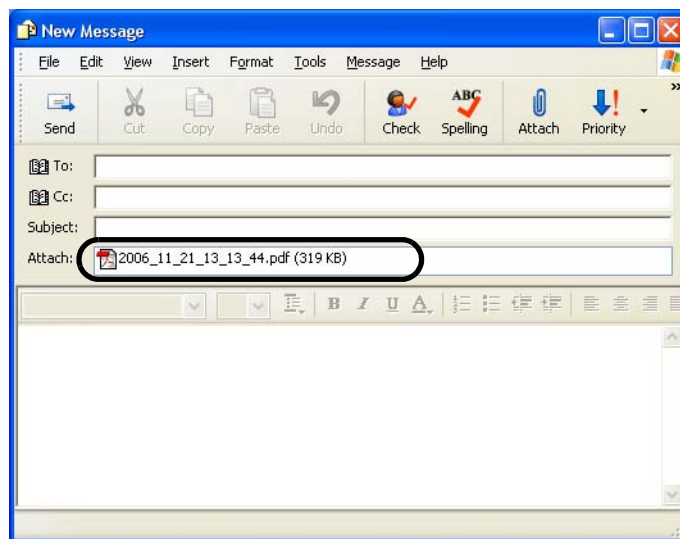 New Message
File Edit View Insert Format Tools Message Help
Send Cut Copy Paste Undo Check ABC Spelling Attach Priority »
To:
Cc:
Subject:
Attach: 2006_11_21_13_13_44.pdf (319 KB)
B I U A